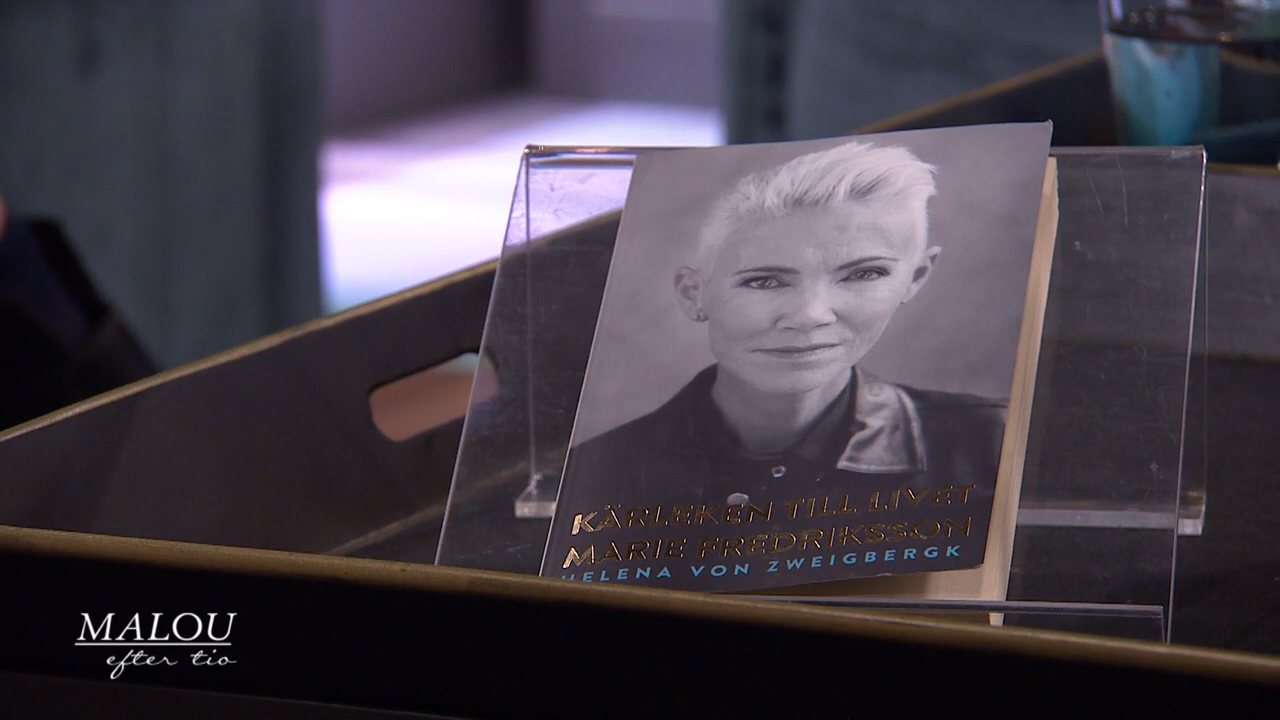 KÄRLEKEN TILL LIVET
MARIE FREDRIKSSON
HELENA VON ZWEIGBERGK
MALOU
efter tio